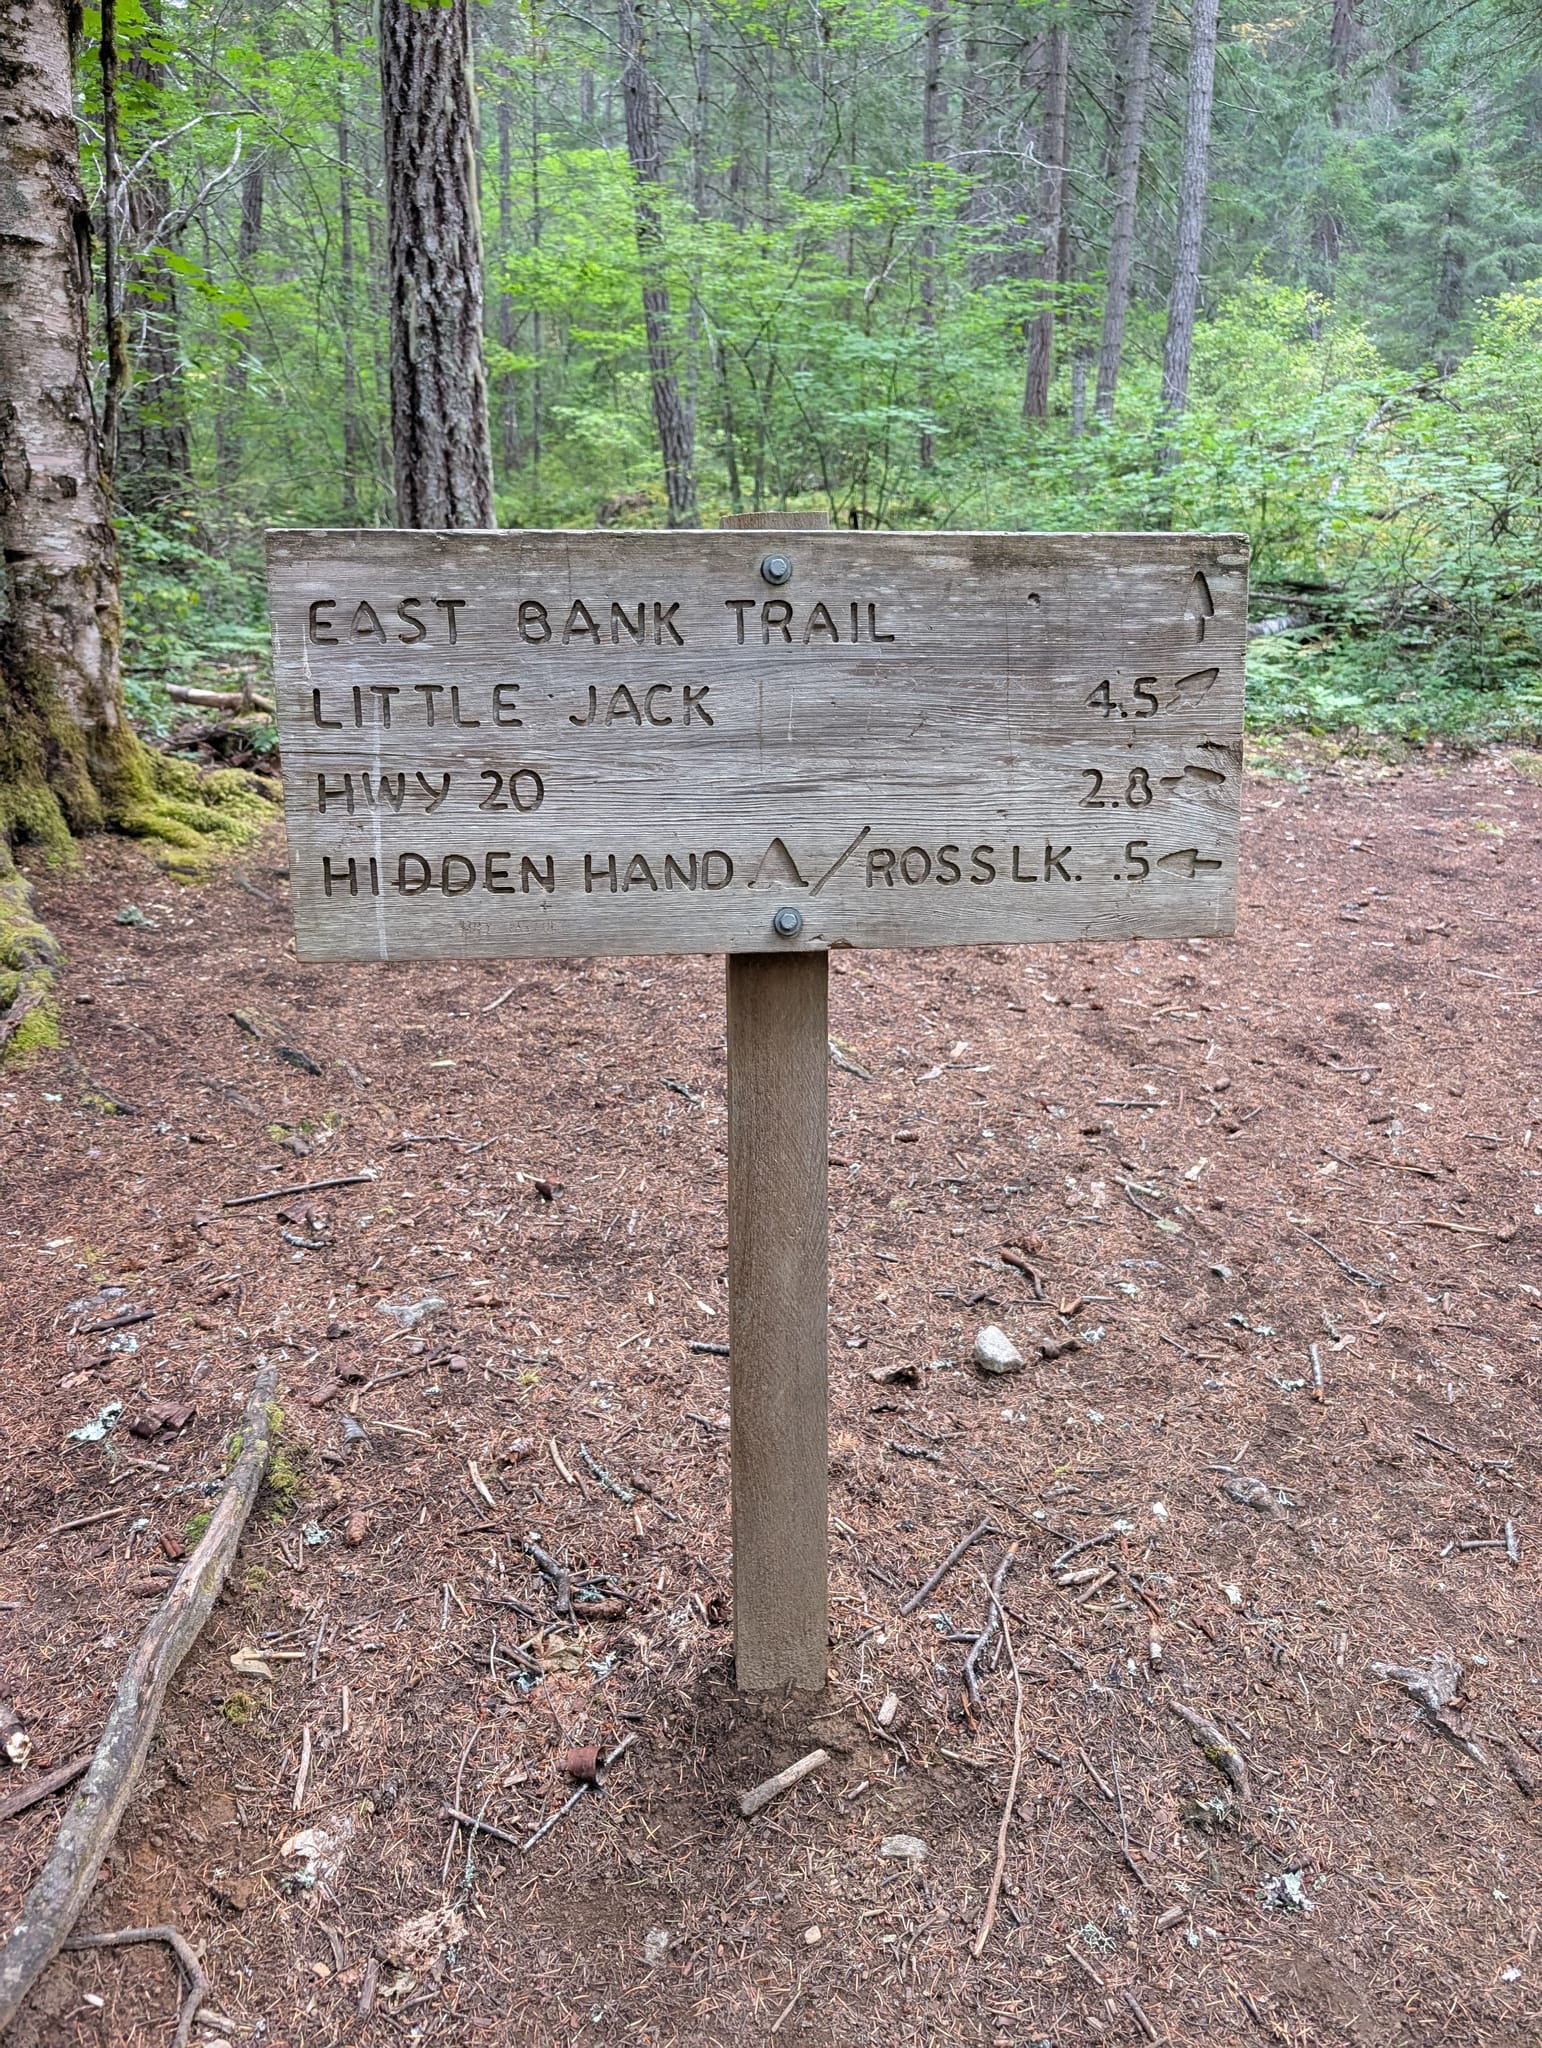 EAST BANK TRAIL ↑
LITTLE JACK 4.5 ↗
HWY 20 2.8 →
HIDDEN HAND /ROSS LK. .5 ←